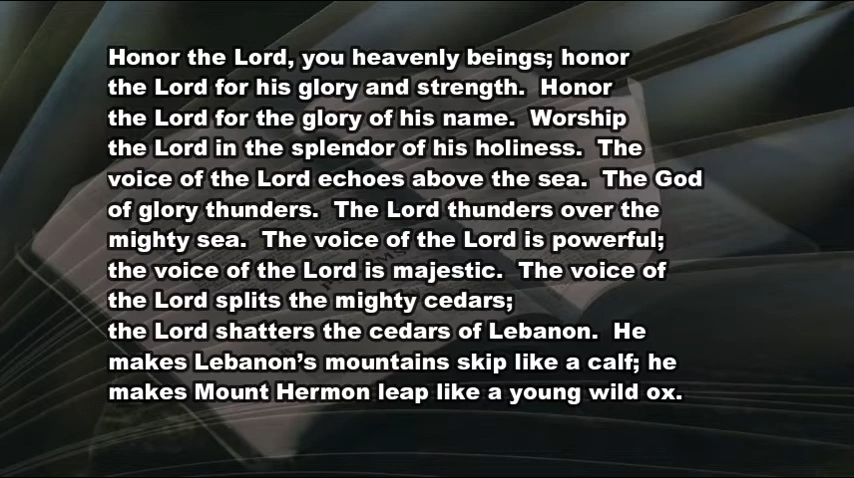 Honor the Lord, you heavenly beings; honor
the Lord for his glory and strength.  Honor
the Lord for the glory of his name.  Worship
the Lord in the splendor of his holiness.  The
voice of the Lord echoes above the sea.  The God
of glory thunders.  The Lord thunders over the
mighty sea.  The voice of the Lord is powerful;
the voice of the Lord is majestic.  The voice of
the Lord splits the mighty cedars;
the Lord shatters the cedars of Lebanon.  He
makes Lebanon’s mountains skip like a calf; he
makes Mount Hermon leap like a young wild ox.